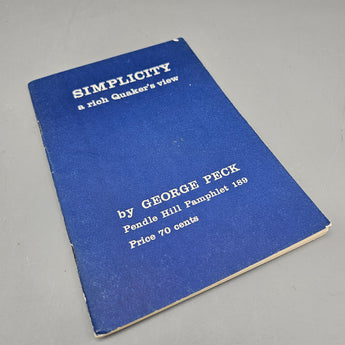 SIMPLICITY
a rich Quaker's view
by GEORGE PECK
Pendle Hill Pamphlet 189
Price 70 cents